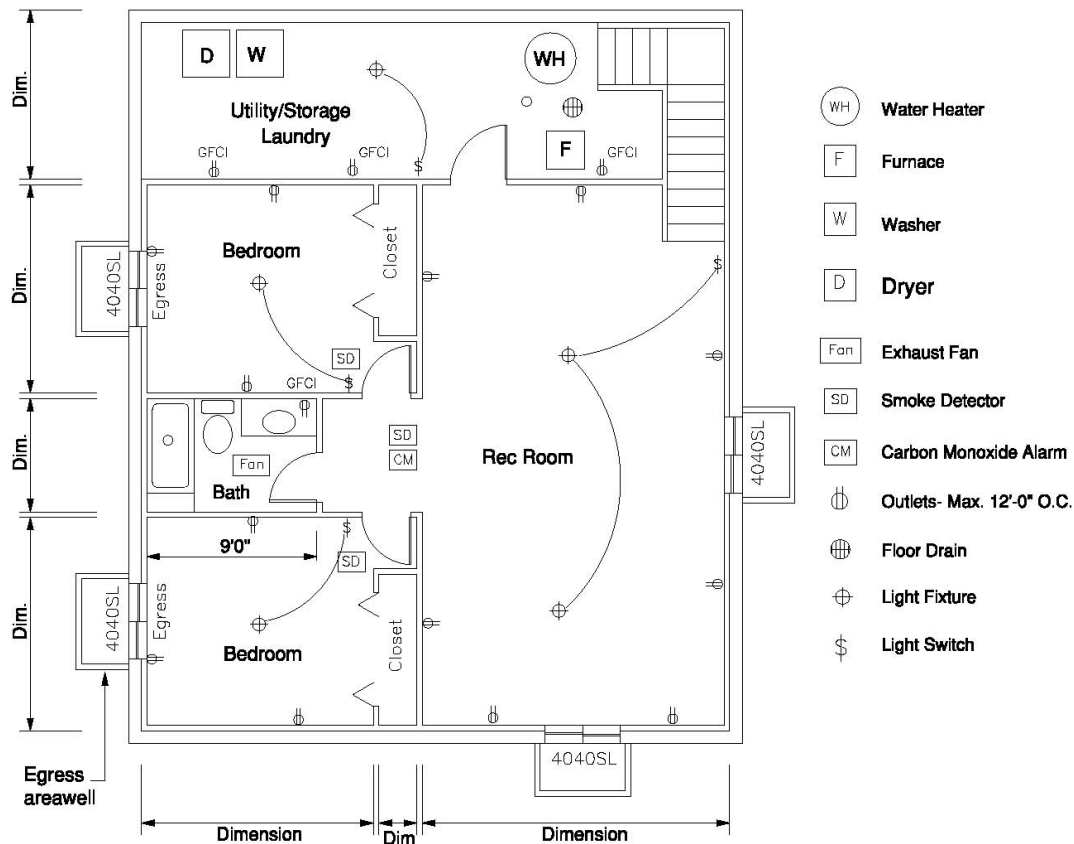 Dim.
D
W
WH
Utility/Storage
Laundry
GFCI
GFCI
$
F
GFCI
Dim.
Bedroom
Closet
4040SL
Egress
$
SD
GFCI
$
Dim.
Fan
Bath
SD
CM
Rec Room
4040SL
9'0"
$
SD
Dim.
4040SL
Egress
Bedroom
Closet
4040SL
Egress
areawell
Dimension
Dim
Dimension
WH Water Heater
F Furnace
W Washer
D Dryer
Fan Exhaust Fan
SD Smoke Detector
CM Carbon Monoxide Alarm
Outlets- Max. 12'-0" O.C.
Floor Drain
Light Fixture
$ Light Switch